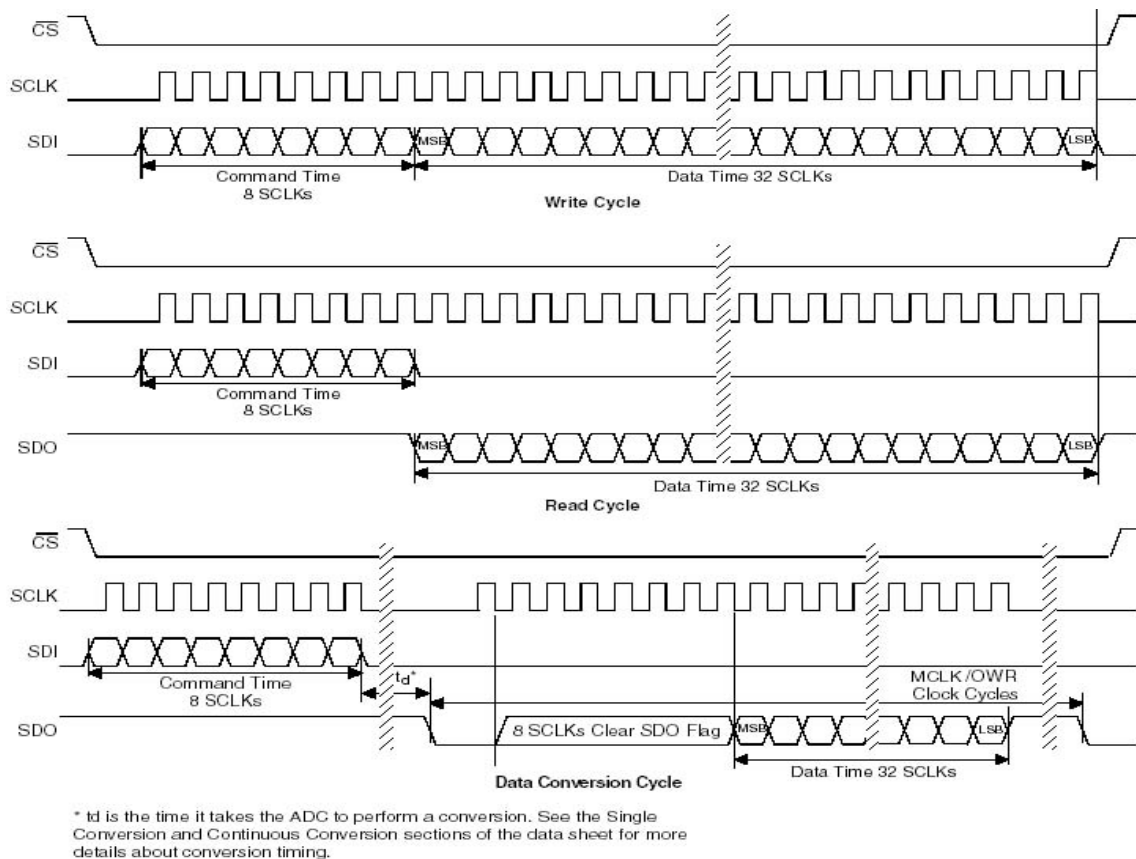 CS
SCLK
SDI
MSB
LSB
Command Time
8 SCLKs
Data Time 32 SCLKs
Write Cycle
CS
SCLK
SDI
Command Time
8 SCLKs
SDO
MSB
LSB
Data Time 32 SCLKs
Read Cycle
CS
SCLK
SDI
Command Time
8 SCLKs
td*
MCLK /OWR
Clock Cycles
SDO
8 SCLKs Clear SDO Flag
MSB
LSB
Data Time 32 SCLKs
Data Conversion Cycle
* td is the time it takes the ADC to perform a conversion. See the Single
Conversion and Continuous Conversion sections of the data sheet for more
details about conversion timing.